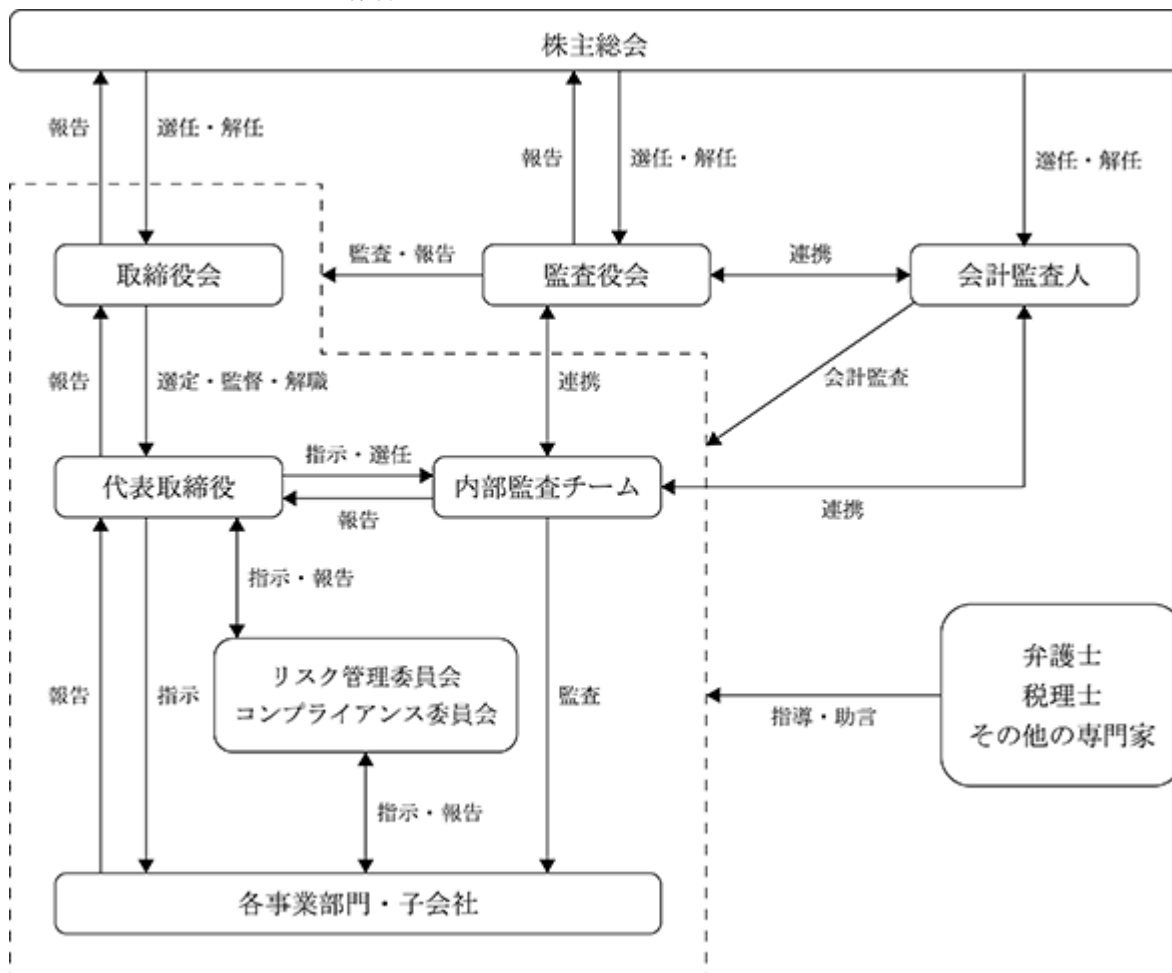 株主総会
報告
選任・解任
報告
選任・解任
選任・解任
取締役会
監査・報告
監査役会
連携
会計監査人
報告
選定・監督・解職
連携
会計監査
代表取締役
指示・選任
報告
内部監査チーム
連携
指示・報告
報告
指示
リスク管理委員会
コンプライアンス委員会
監査
指導・助言
弁護士
税理士
その他の専門家
指示・報告
各事業部門・子会社